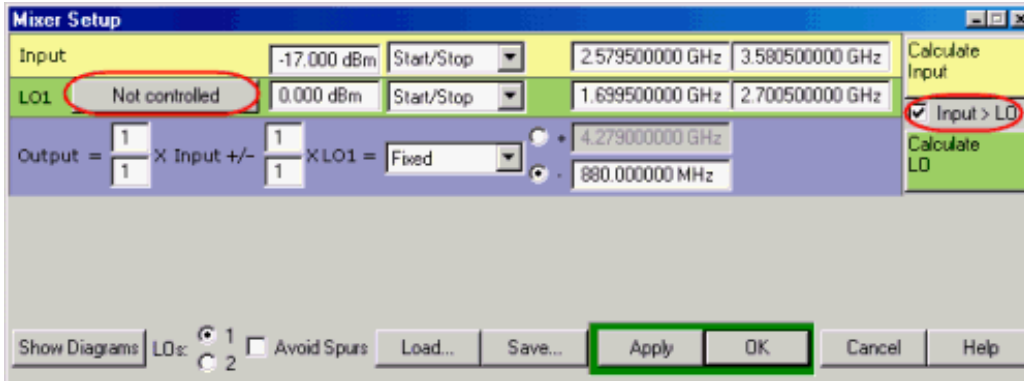 Mixer Setup
Input -17.000 dBm Start/Stop 2.579500000 GHz 3.580500000 GHz Calculate Input
LO1 Not controlled 0.000 dBm Start/Stop 1.699500000 GHz 2.700500000 GHz Input > LO
Output = 1 1 X Input +/- 1 1 X LO1 = Fixed + 4.279000000 GHz Calculate LO
- 880.000000 MHz
Show Diagrams LOs: 1 2 Avoid Spurs Load... Save... Apply OK Cancel Help